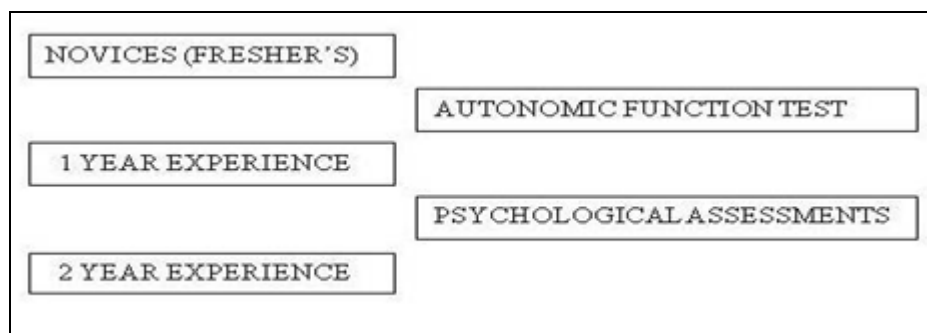 NOVICES (FRESHER´S)
AUTONOMIC FUNCTION TEST
1 YEAR EXPERIENCE
PSYCHOLOGICAL ASSESSMENTS
2 YEAR EXPERIENCE